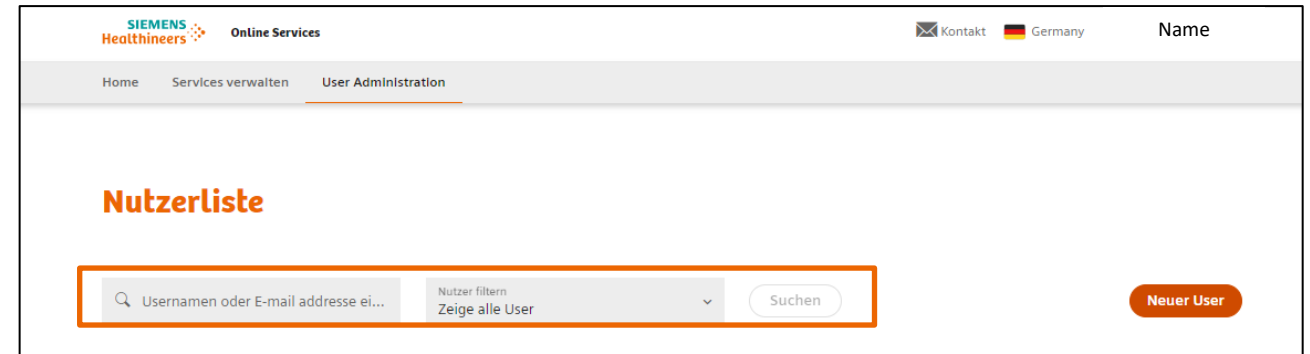 SIEMENS
Healthineers
Online Services
Kontakt
Germany
Name
Home
Services verwalten
User Administration
Nutzerliste
Usernamen oder E-mail addresse ei...
Nutzer filtern
Zeige alle User
Suchen
Neuer User